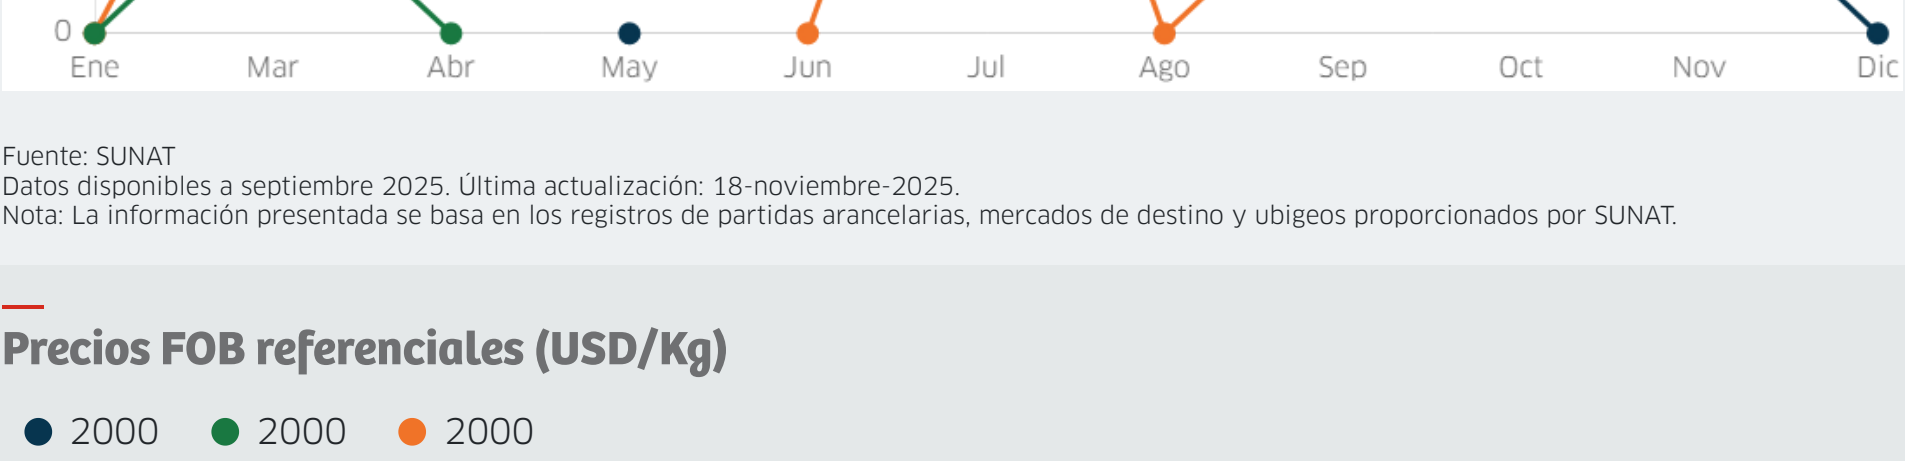 0
Ene Mar Abr May Jun Jul Ago Sep Oct Nov Dic
Fuente: SUNAT
Datos disponibles a septiembre 2025. Última actualización: 18-noviembre-2025.
Nota: La información presentada se basa en los registros de partidas arancelarias, mercados de destino y ubigeos proporcionados por SUNAT.
Precios FOB referenciales (USD/Kg)
2000 2000 2000